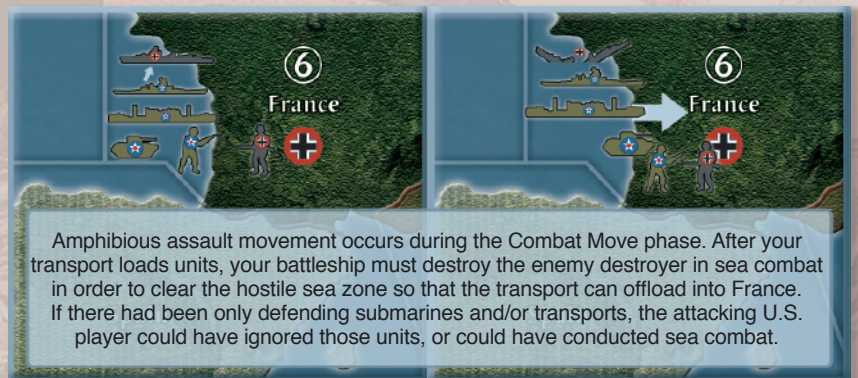 6
France
6
France
Amphibious assault movement occurs during the Combat Move phase. After your
transport loads units, your battleship must destroy the enemy destroyer in sea combat
in order to clear the hostile sea zone so that the transport can offload into France.
If there had been only defending submarines and/or transports, the attacking U.S.
player could have ignored those units, or could have conducted sea combat.